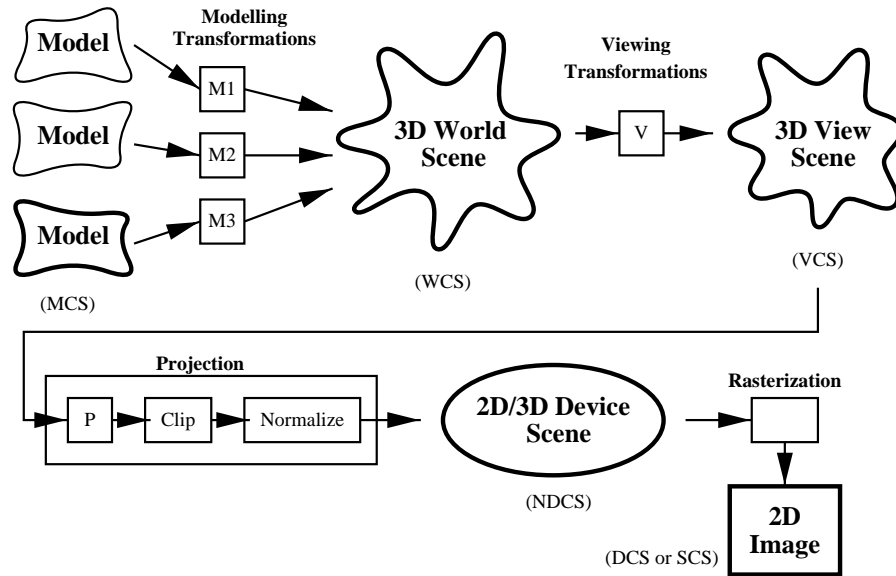 Model
Modelling
Transformations
M1
Model
M2
Model
M3
(MCS)
3D World
Scene
(WCS)
Viewing
Transformations
V
3D View
Scene
(VCS)
Projection
P
Clip
Normalize
2D/3D Device
Scene
(NDCS)
Rasterization
2D
Image
(DCS or SCS)